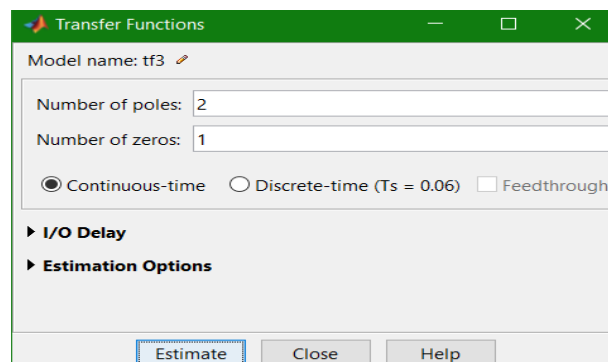 Transfer Functions
Model name: tf3
Number of poles: 2
Number of zeros: 1
Continuous-time Discrete-time (Ts = 0.06) Feedthrough
I/O Delay
Estimation Options
Estimate Close Help